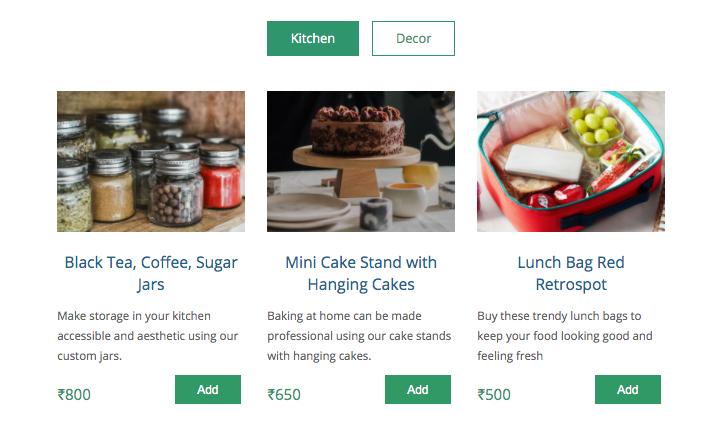 Kitchen
Decor
Black Tea, Coffee, Sugar
Jars
Make storage in your kitchen
accessible and aesthetic using our
custom jars.
₹800
Add
Mini Cake Stand with
Hanging Cakes
Baking at home can be made
professional using our cake stands
with hanging cakes.
₹650
Add
Lunch Bag Red
Retrospot
Buy these trendy lunch bags to
keep your food looking good and
feeling fresh
₹500
Add